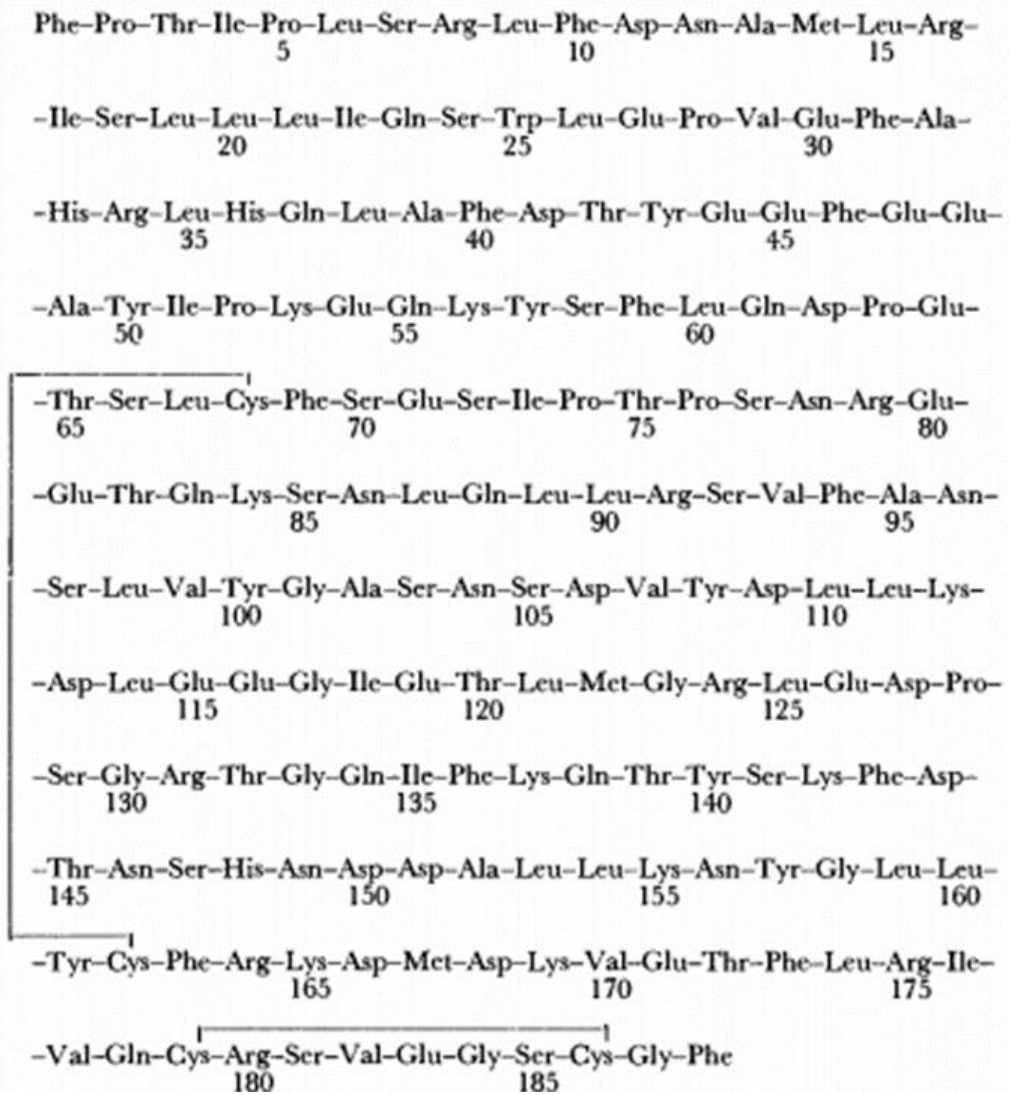 Phe–Pro–Thr–Ile–Pro–Leu–Ser–Arg–Leu–Phe–Asp–Asn–Ala–Met–Leu–Arg–
5 10 15
–Ile–Ser–Leu–Leu–Leu–Ile–Gln–Ser–Trp–Leu–Glu–Pro–Val–Glu–Phe–Ala–
20 25 30
–His–Arg–Leu–His–Gln–Leu–Ala–Phe–Asp–Thr–Tyr–Glu–Glu–Phe–Glu–Glu–
35 40 45
–Ala–Tyr–Ile–Pro–Lys–Glu–Gln–Lys–Tyr–Ser–Phe–Leu–Gln–Asp–Pro–Glu–
50 55 60
–Thr–Ser–Leu–Cys–Phe–Ser–Glu–Ser–Ile–Pro–Thr–Pro–Ser–Asn–Arg–Glu–
65 70 75 80
–Glu–Thr–Gln–Lys–Ser–Asn–Leu–Gln–Leu–Leu–Arg–Ser–Val–Phe–Ala–Asn–
85 90 95
–Ser–Leu–Val–Tyr–Gly–Ala–Ser–Asn–Ser–Asp–Val–Tyr–Asp–Leu–Leu–Lys–
100 105 110
–Asp–Leu–Glu–Glu–Gly–Ile–Glu–Thr–Leu–Met–Gly–Arg–Leu–Glu–Asp–Pro–
115 120 125
–Ser–Gly–Arg–Thr–Gly–Gln–Ile–Phe–Lys–Gln–Thr–Tyr–Ser–Lys–Phe–Asp–
130 135 140
–Thr–Asn–Ser–His–Asn–Asp–Asp–Ala–Leu–Leu–Lys–Asn–Tyr–Gly–Leu–Leu–
145 150 155 160
–Tyr–Cys–Phe–Arg–Lys–Asp–Met–Asp–Lys–Val–Glu–Thr–Phe–Leu–Arg–Ile–
165 170 175
–Val–Gln–Cys–Arg–Ser–Val–Glu–Gly–Ser–Cys–Gly–Phe
180 185